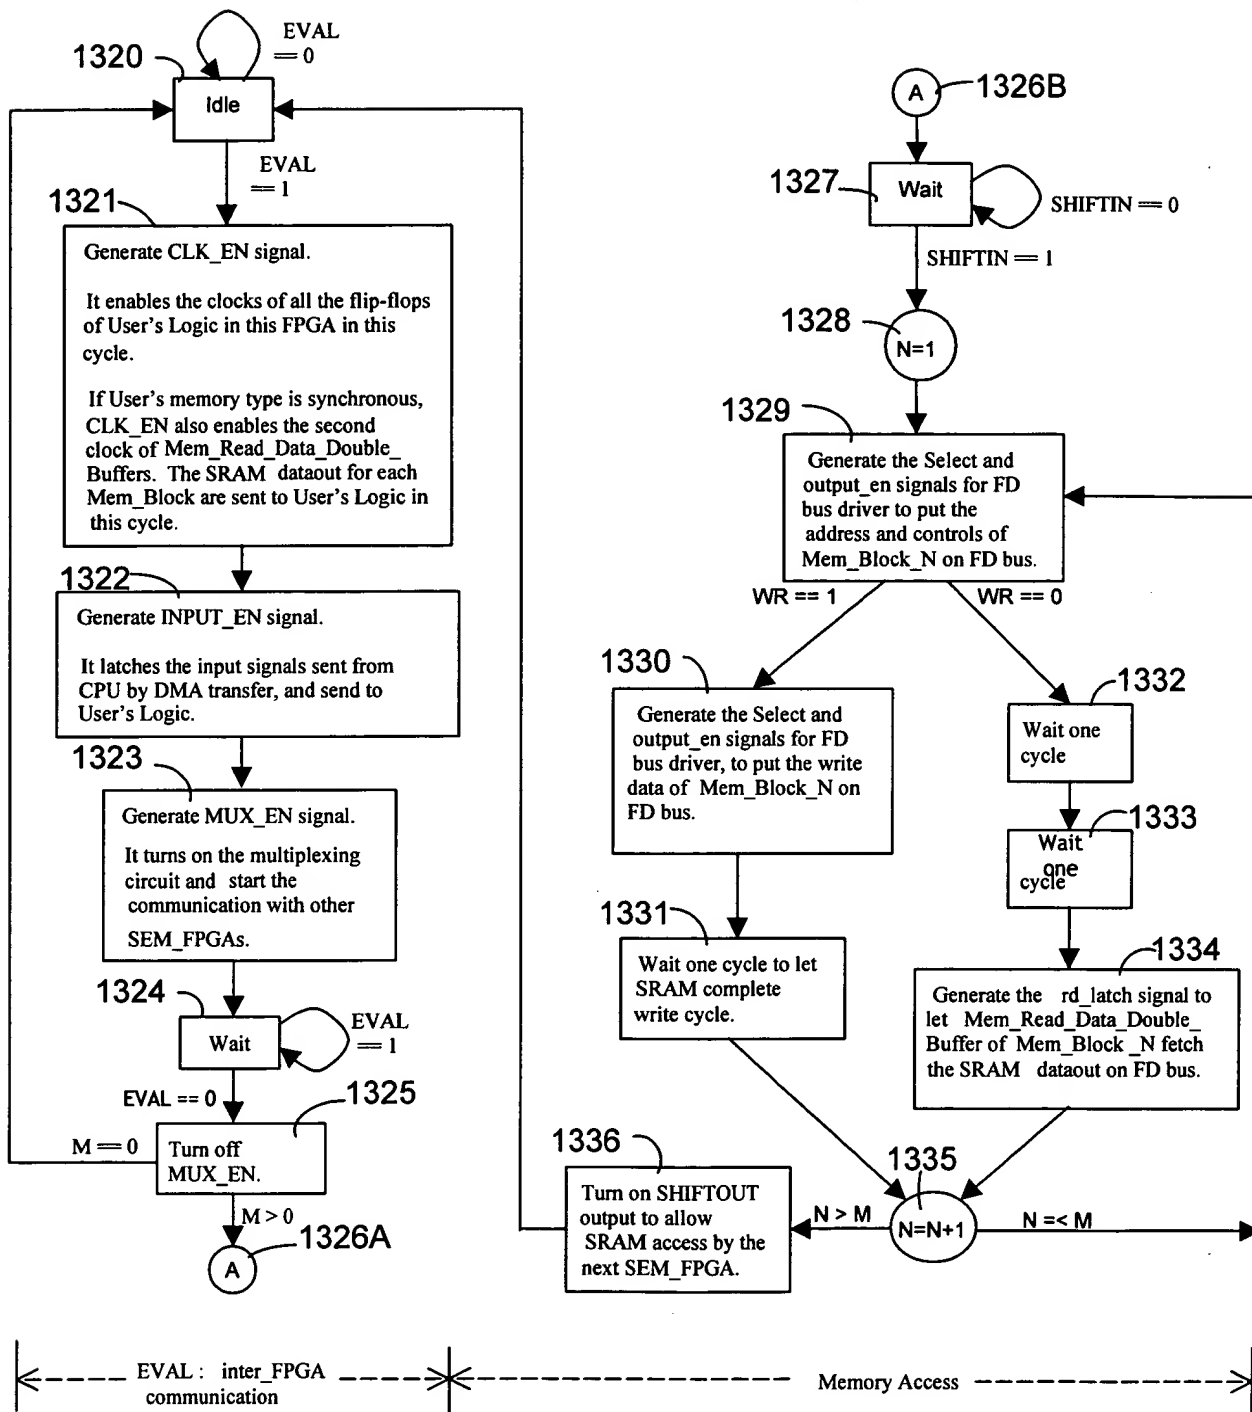 EVAL
== 0
1320
Idle
EVAL
== 1
1321
Generate CLK_EN signal.
It enables the clocks of all the flip-flops
of User's Logic in this FPGA in this
cycle.
If User's memory type is synchronous,
CLK_EN also enables the second
clock of Mem_Read_Data_Double_
Buffers. The SRAM dataout for each
Mem_Block are sent to User's Logic in
this cycle.
1322
Generate INPUT_EN signal.
It latches the input signals sent from
CPU by DMA transfer, and send to
User's Logic.
1323
Generate MUX_EN signal.
It turns on the multiplexing
circuit and start the
communication with other
SEM_FPGAs.
1324
Wait
EVAL
== 1
EVAL == 0
1325
M == 0
Turn off
MUX_EN.
M > 0
1326A
A
A
1326B
1327
Wait
SHIFTIN == 0
SHIFTIN == 1
1328
N=1
1329
Generate the Select and
output_en signals for FD
bus driver to put the
address and controls of
Mem_Block_N on FD bus.
WR == 1
WR == 0
1330
Generate the Select and
output_en signals for FD
bus driver, to put the write
data of Mem_Block_N on
FD bus.
1331
Wait one cycle to let
SRAM complete
write cycle.
1332
Wait one
cycle
1333
Wait
one
cycle
1334
Generate the rd_latch signal to
let Mem_Read_Data_Double_
Buffer of Mem_Block _N fetch
the SRAM dataout on FD bus.
1335
N=N+1
N > M
N =< M
1336
Turn on SHIFTOUT
output to allow
SRAM access by the
next SEM_FPGA.
EVAL : inter_FPGA
communication
Memory Access